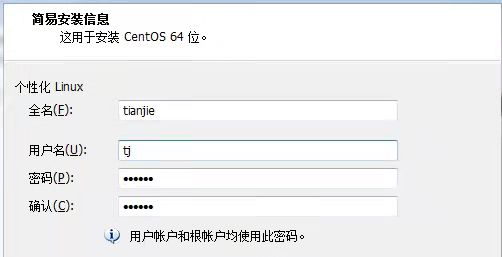 简易安装信息
这用于安装 CentOS 64 位。
个性化 Linux
全名(F): tianjie
用户名(U): tj
密码(P): ••••••
确认(C): ••••••
用户帐户和根帐户均使用此密码。